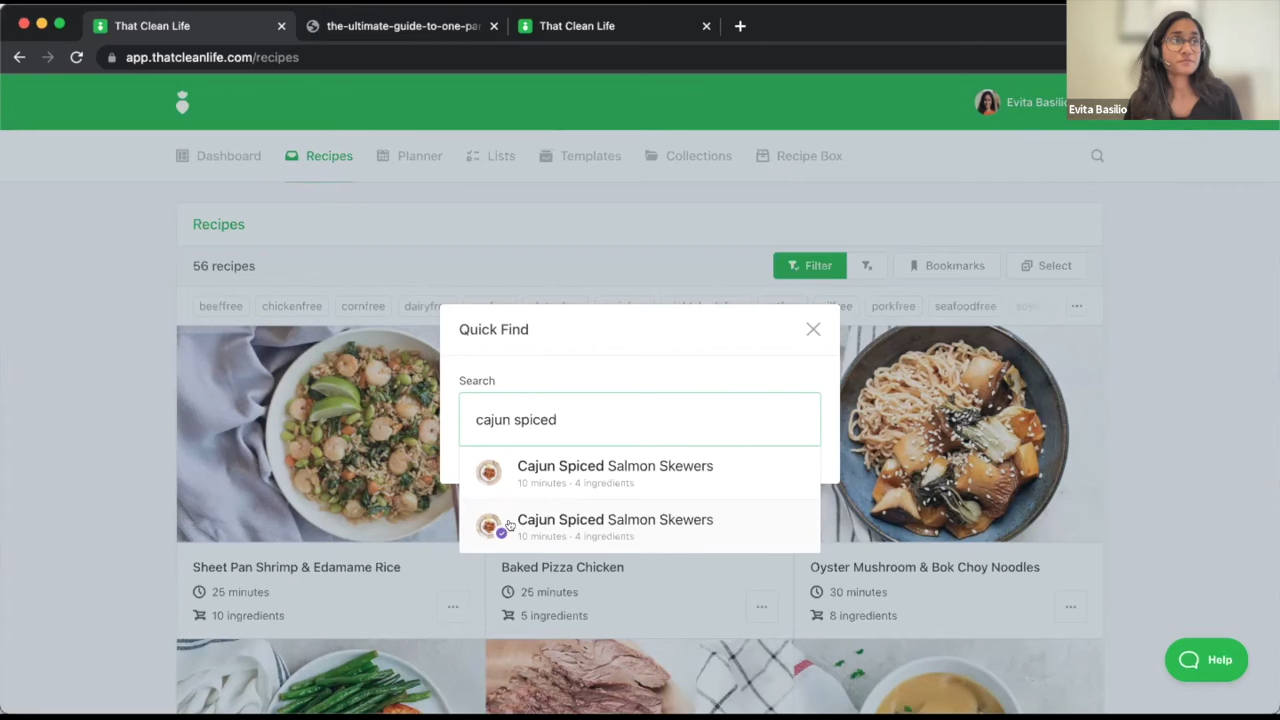 That Clean Life
the-ultimate-guide-to-one-pa
That Clean Life
app.thatcleanlife.com/recipes
Evita Basilio
Evita Basilio
Dashboard
Recipes
Planner
Lists
Templates
Collections
Recipe Box
Recipes
56 recipes
Filter
Bookmarks
Select
beeffree
chickenfree
cornfree
porkfree
seafoodfree
Quick Find
Search
cajun spiced
Cajun Spiced Salmon Skewers
10 minutes · 4 ingredients
Cajun Spiced Salmon Skewers
10 minutes · 4 ingredients
Sheet Pan Shrimp & Edamame Rice
25 minutes
10 ingredients
Baked Pizza Chicken
25 minutes
5 ingredients
Oyster Mushroom & Bok Choy Noodles
30 minutes
8 ingredients
Help